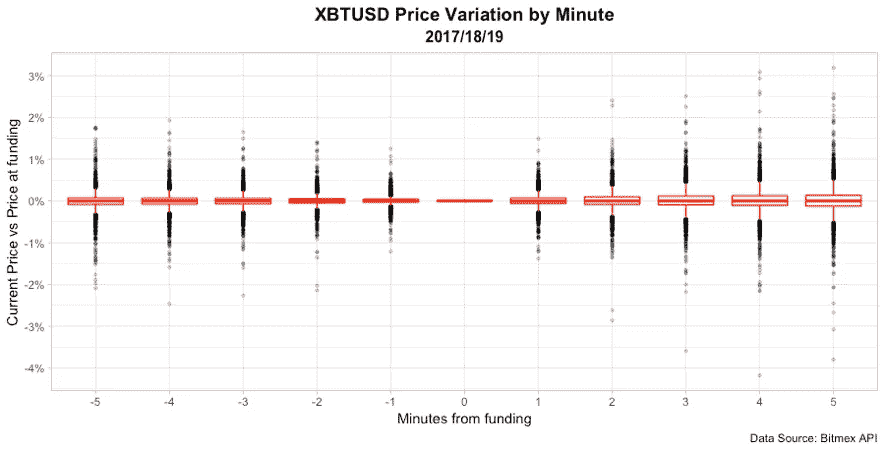 XBTUSD Price Variation by Minute
2017/18/19
Current Price vs Price at funding
3%
2%
1%
0%
-1%
-2%
-3%
-4%
-5 -4 -3 -2 -1 0 1 2 3 4 5
Minutes from funding
Data Source: Bitmex API